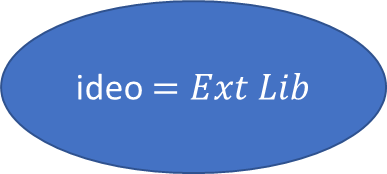 ideo = Ext Lib